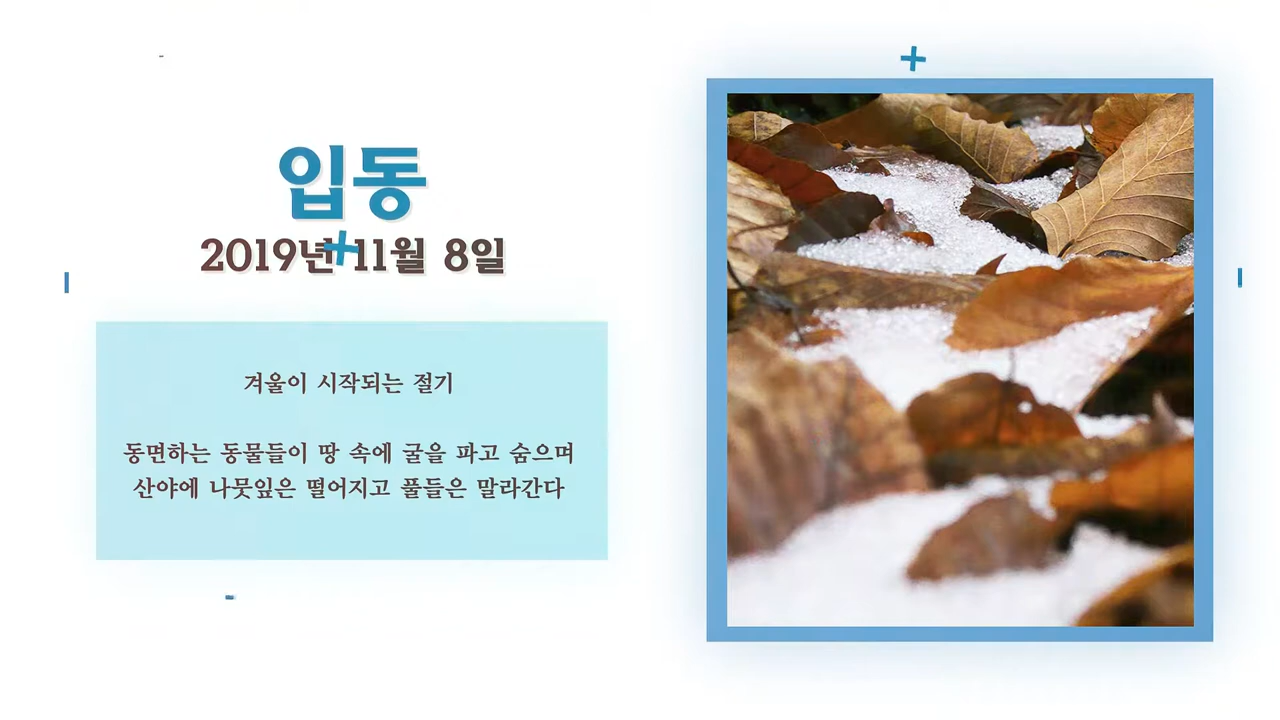 입동
2019년 11월 8일
겨울이 시작되는 절기
동면하는 동물들이 땅 속에 굴을 파고 숨으며
산야에 나뭇잎은 떨어지고 풀들은 말라간다